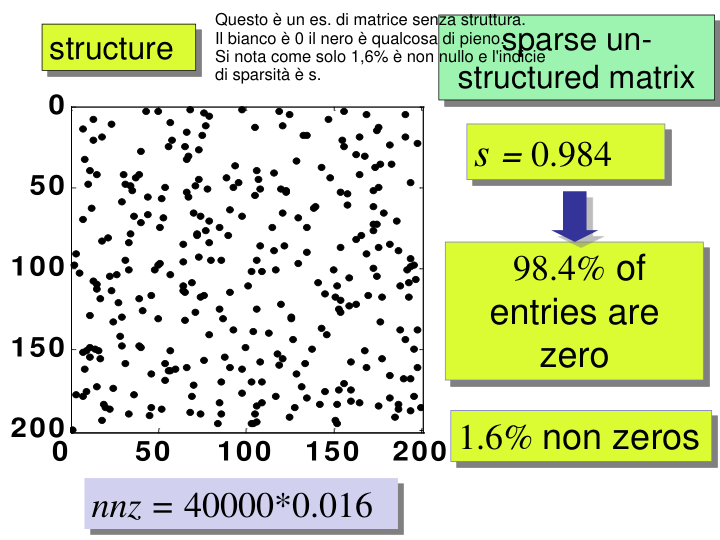 structure
Questo è un es. di matrice senza struttura.
Il bianco è 0 il nero è qualcosa di pieno.
Si nota come solo 1,6% è non nullo e l'indicie
di sparsità è s.
sparse un-
structured matrix
0
50
100
150
200
0 50 100 150 200
s = 0.984
98.4% of
entries are
zero
1.6% non zeros
nnz = 40000*0.016